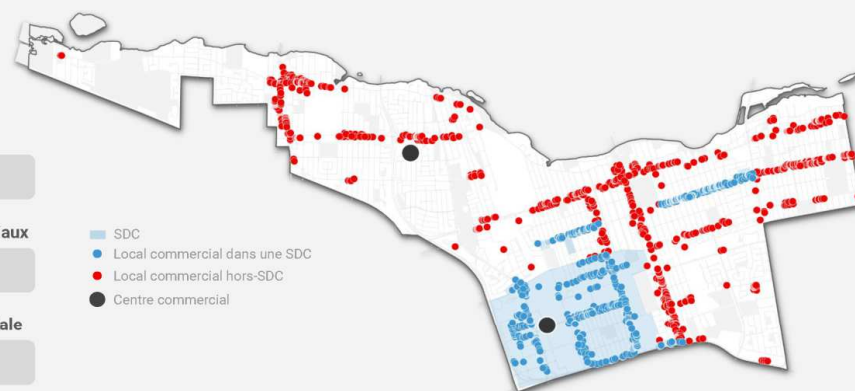 aux
ale
SDC
Local commercial dans une SDC
Local commercial hors-SDC
Centre commercial